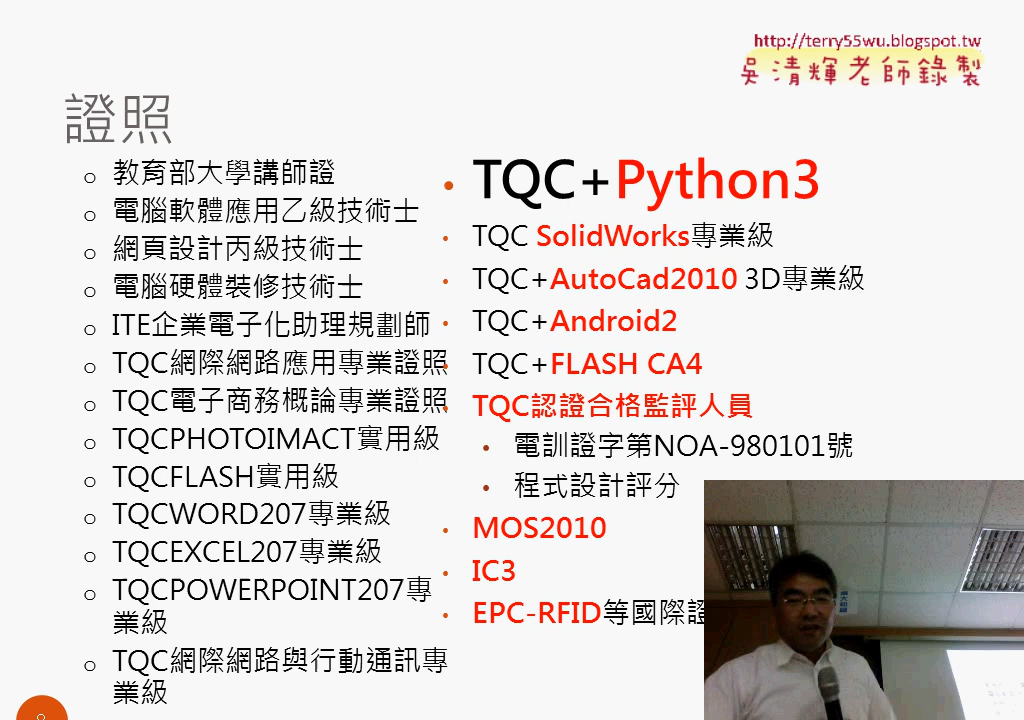 http://terry55wu.blogspot.tw
吳清輝老師錄製
證照
教育部大學講師證
電腦軟體應用乙級技術士
網頁設計丙級技術士
電腦硬體裝修技術士
ITE企業電子化助理規劃師
TQC網際網路應用專業證照
TQC電子商務概論專業證照
TQCPHOTOIMACT實用級
TQCFLASH實用級
TQCWORD207專業級
TQCEXCEL207專業級
TQCPOWERPOINT207專
業級
TQC網際網路與行動通訊專
業級
TQC+Python3
TQC SolidWorks專業級
TQC+AutoCad2010 3D專業級
TQC+Android2
TQC+FLASH CA4
TQC認證合格監評人員
電訓證字第NOA-980101號
程式設計評分
MOS2010
IC3
EPC-RFID等國際證